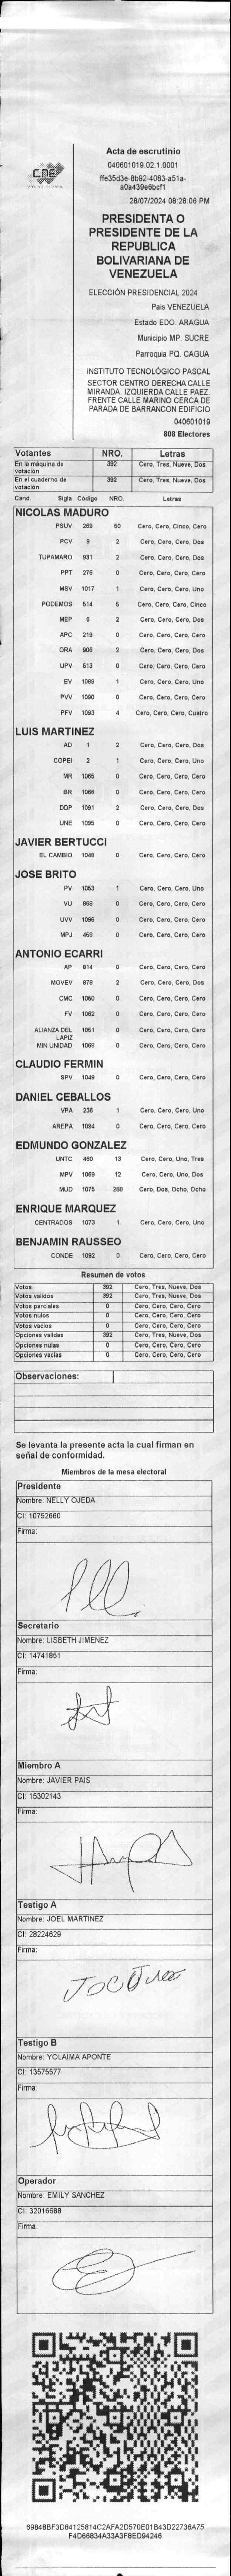 CNE
Acta de escrutinio
040601019.02.1.0001
ffe35d3e-8b92-4083-a51a-
a0a439e6bcf1
28/07/2024 08:28:06 PM
PRESIDENTA O
PRESIDENTE DE LA
REPUBLICA
BOLIVARIANA DE
VENEZUELA
ELECCIÓN PRESIDENCIAL 2024
Pais VENEZUELA
Estado EDO. ARAGUA
Municipio MP. SUCRE
Parroquia PQ. CAGUA
INSTITUTO TECNOLÓGICO PASCAL
SECTOR CENTRO DERECHA CALLE
MIRANDA. IZQUIERDA CALLE PAEZ.
FRENTE CALLE MARINO CERCA DE
PARADA DE BARRANCON EDIFICIO
040601019
808 Electores
Votantes NRO. Letras
En la máquina de votación 392 Cero, Tres, Nueve, Dos
En el cuaderno de votación 392 Cero, Tres, Nueve, Dos
Cand. Sigla Código NRO. Letras
NICOLAS MADURO
PSUV 269 50 Cero, Cero, Cinco, Cero
PCV 9 2 Cero, Cero, Cero, Dos
TUPAMARO 931 2 Cero, Cero, Cero, Dos
PPT 276 0 Cero, Cero, Cero, Cero
MSV 1017 1 Cero, Cero, Cero, Uno
PODEMOS 514 5 Cero, Cero, Cero, Cinco
MEP 6 2 Cero, Cero, Cero, Dos
APC 219 0 Cero, Cero, Cero, Cero
ORA 906 2 Cero, Cero, Cero, Dos
UPV 513 0 Cero, Cero, Cero, Cero
EV 1089 1 Cero, Cero, Cero, Uno
PVV 1090 0 Cero, Cero, Cero, Cero
PFV 1093 4 Cero, Cero, Cero, Cuatro
LUIS MARTINEZ
AD 1 2 Cero, Cero, Cero, Dos
COPEI 2 1 Cero, Cero, Cero, Uno
MR 1065 0 Cero, Cero, Cero, Cero
BR 1066 0 Cero, Cero, Cero, Cero
DDP 1091 2 Cero, Cero, Cero, Dos
UNE 1095 0 Cero, Cero, Cero, Cero
JAVIER BERTUCCI
EL CAMBIO 1048 0 Cero, Cero, Cero, Cero
JOSE BRITO
PV 1053 1 Cero, Cero, Cero, Uno
VU 868 0 Cero, Cero, Cero, Cero
UVV 1096 0 Cero, Cero, Cero, Cero
MPJ 458 0 Cero, Cero, Cero, Cero
ANTONIO ECARRI
AP 814 0 Cero, Cero, Cero, Cero
MOVEV 878 2 Cero, Cero, Cero, Dos
CMC 1050 0 Cero, Cero, Cero, Cero
FV 1062 0 Cero, Cero, Cero, Cero
ALIANZA DEL LAPIZ 1051 0 Cero, Cero, Cero, Cero
MIN UNIDAD 1068 0 Cero, Cero, Cero, Cero
CLAUDIO FERMIN
SPV 1049 0 Cero, Cero, Cero, Cero
DANIEL CEBALLOS
VPA 236 1 Cero, Cero, Cero, Uno
AREPA 1094 0 Cero, Cero, Cero, Cero
EDMUNDO GONZALEZ
UNTC 460 13 Cero, Cero, Uno, Tres
MPV 1069 12 Cero, Cero, Uno, Dos
MUD 1075 288 Cero, Dos, Ocho, Ocho
ENRIQUE MARQUEZ
CENTRADOS 1073 1 Cero, Cero, Cero, Uno
BENJAMIN RAUSSEO
CONDE 1092 0 Cero, Cero, Cero, Cero
Resumen de votos
Votos 392 Cero, Tres, Nueve, Dos
Votos validos 392 Cero, Tres, Nueve, Dos
Votos parciales 0 Cero, Cero, Cero, Cero
Votos nulos 0 Cero, Cero, Cero, Cero
Votos vacios 0 Cero, Cero, Cero, Cero
Opciones validas 392 Cero, Tres, Nueve, Dos
Opciones nulas 0 Cero, Cero, Cero, Cero
Opciones vacias 0 Cero, Cero, Cero, Cero
Observaciones:
Se levanta la presente acta la cual firman en
señal de conformidad.
Miembros de la mesa electoral
Presidente
Nombre: NELLY OJEDA
CI: 10752660
Firma:
Secretario
Nombre: LISBETH JIMENEZ
CI: 14741851
Firma:
Miembro A
Nombre: JAVIER PAIS
CI: 15302143
Firma:
Testigo A
Nombre: JOEL MARTINEZ
CI: 28224629
Firma:
Testigo B
Nombre: YOLAIMA APONTE
CI: 13575577
Firma:
Operador
Nombre: EMILY SANCHEZ
CI: 32016688
Firma:
69848BF3D84125814C2AFA2D570E01B43D22736A75
F4D66834A33A3F8ED94246